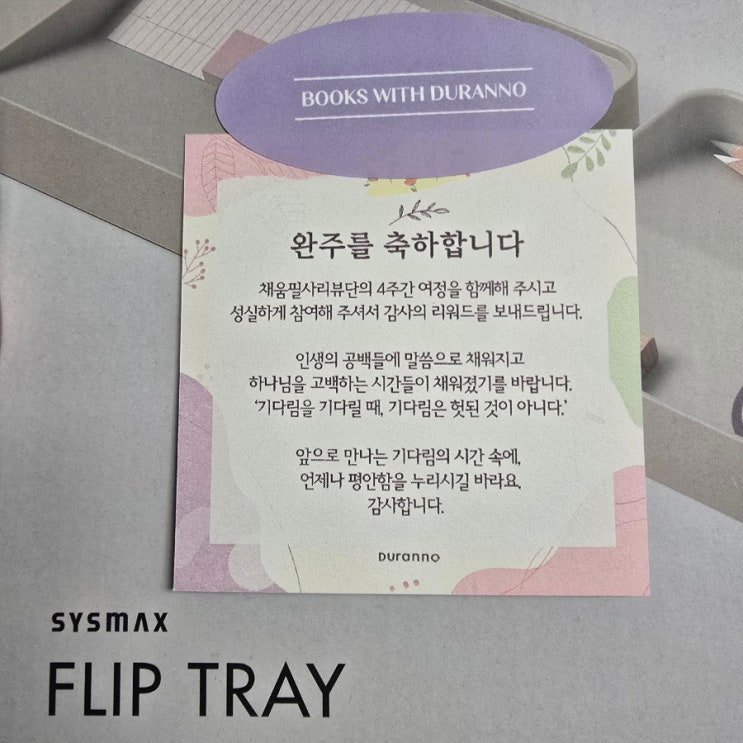 BOOKS WITH DURANNO
완주를 축하합니다
채움필사리뷰단의 4주간 여정을 함께해 주시고
성실하게 참여해 주셔서 감사의 리워드를 보내드립니다.
인생의 공백들에 말씀으로 채워지고
하나님을 고백하는 시간들이 채워졌기를 바랍니다.
‘기다림을 기다릴 때, 기다림은 헛된 것이 아니다.’
앞으로 만나는 기다림의 시간 속에,
언제나 평안함을 누리시길 바라요.
감사합니다.
Duranno
SYSMAX
FLIP TRAY